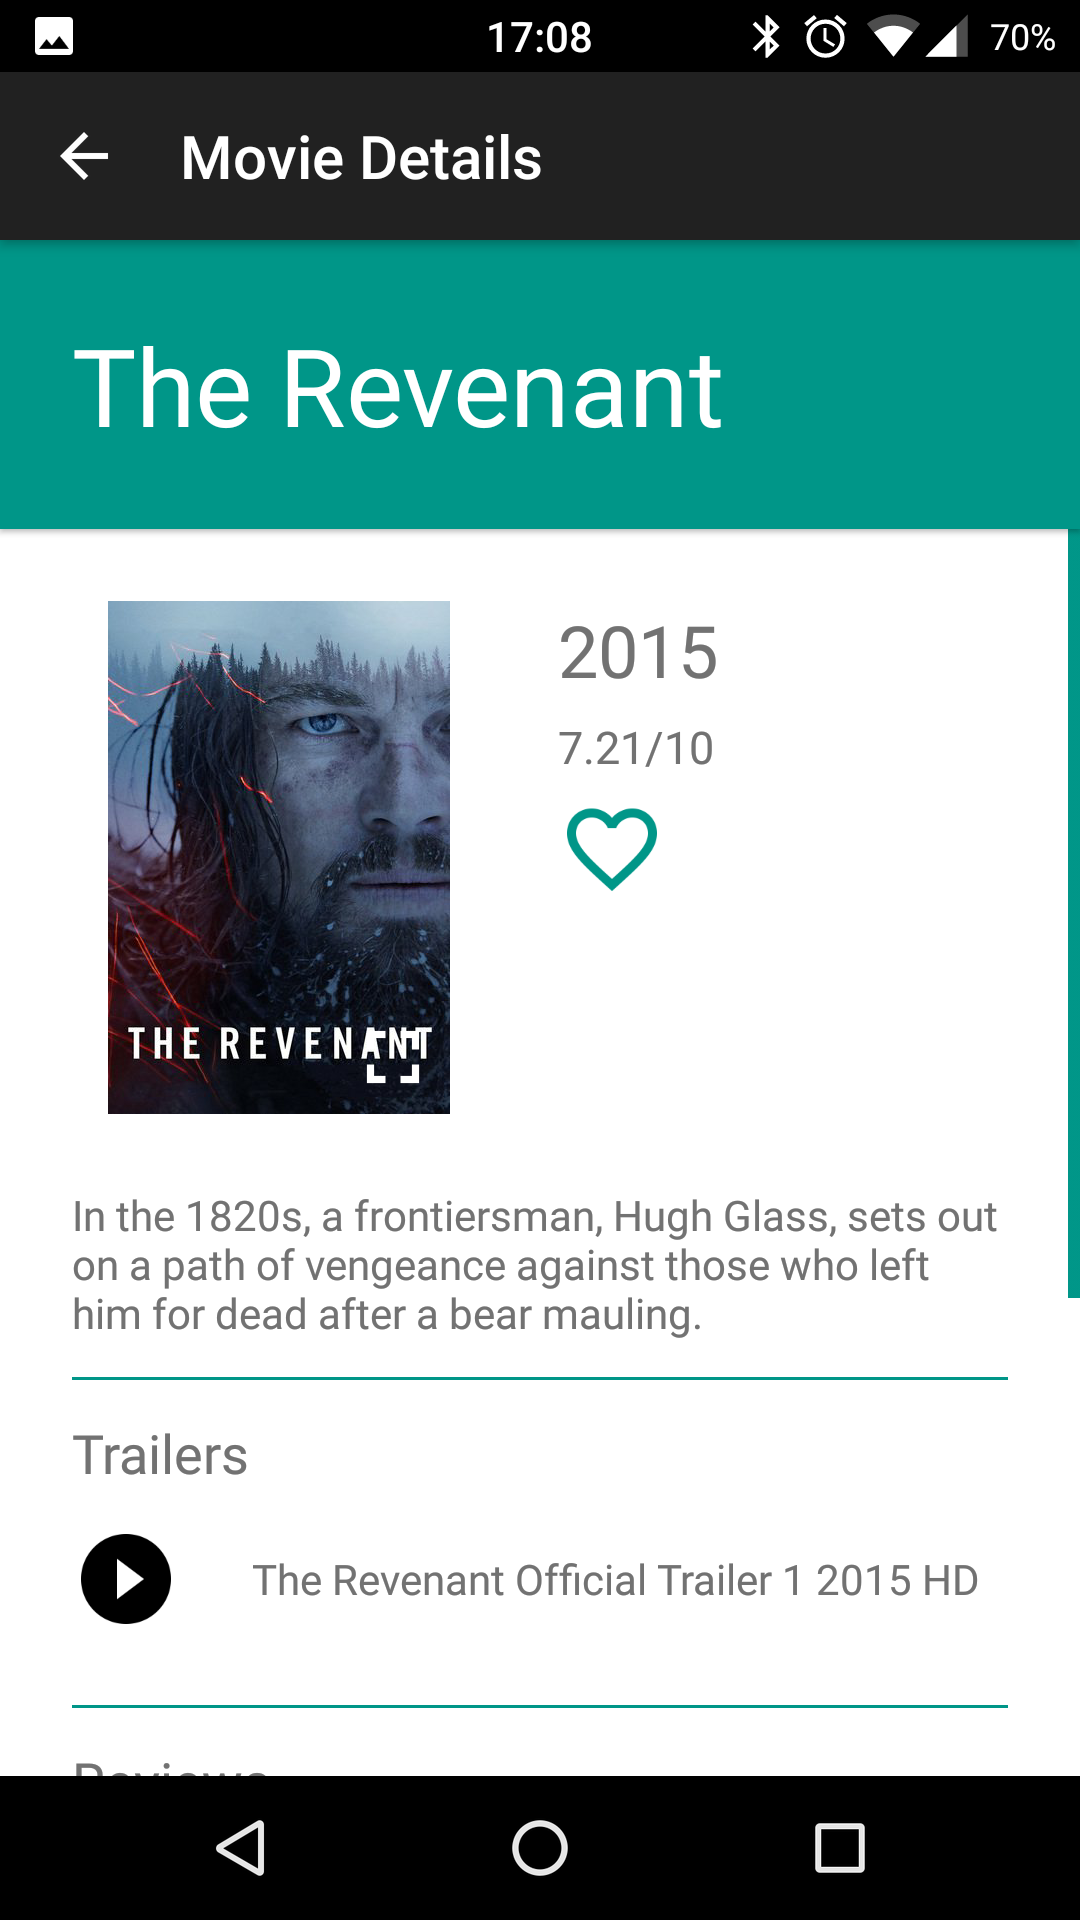 17:08
70%
Movie Details
The Revenant
2015
7.21/10
THE REVENANT
In the 1820s, a frontiersman, Hugh Glass, sets out
on a path of vengeance against those who left
him for dead after a bear mauling.
Trailers
The Revenant Official Trailer 1 2015 HD
Reviews